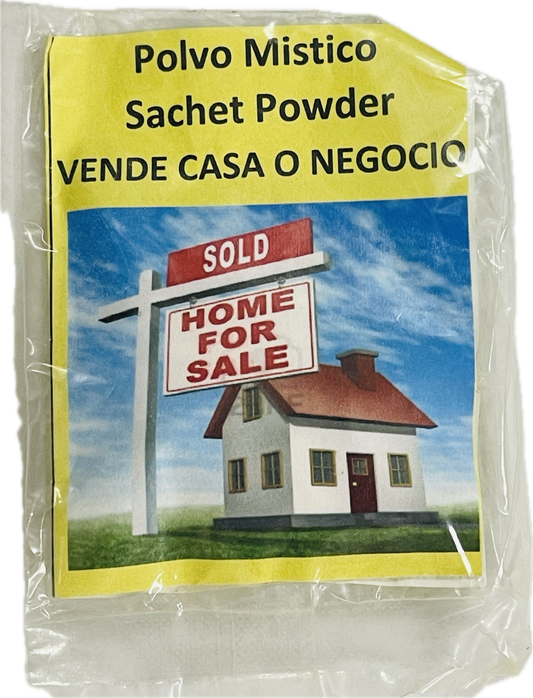 Polvo Mistico
Sachet Powder
VENDE CASA O NEGOCIO
SOLD
HOME
FOR
SALE